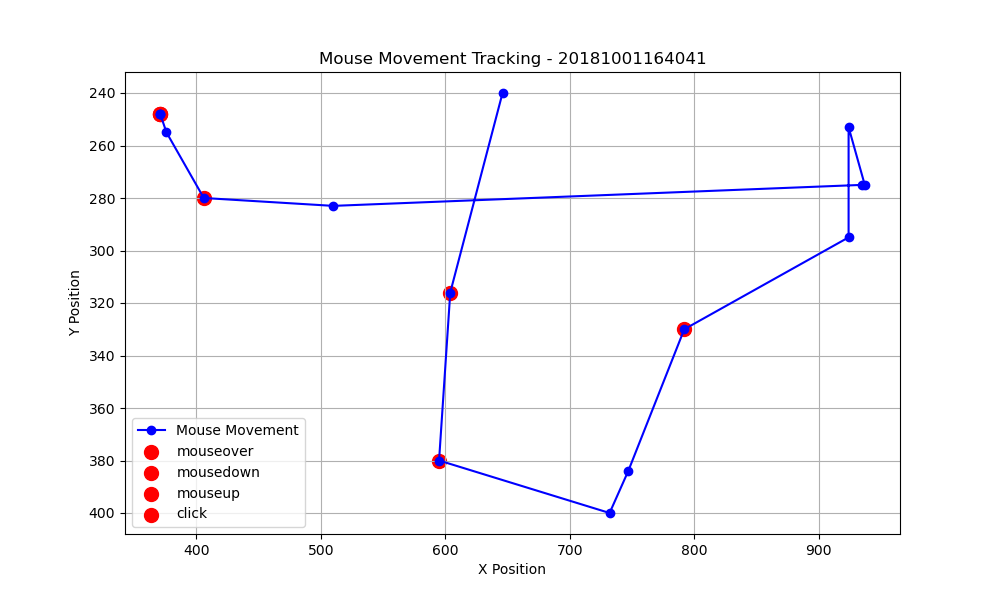 Mouse Movement Tracking - 20181001164041
240
260
280
300
320
340
360
380
400
Y Position
Mouse Movement
mouseover
mousedown
mouseup
click
400 500 600 700 800 900
X Position